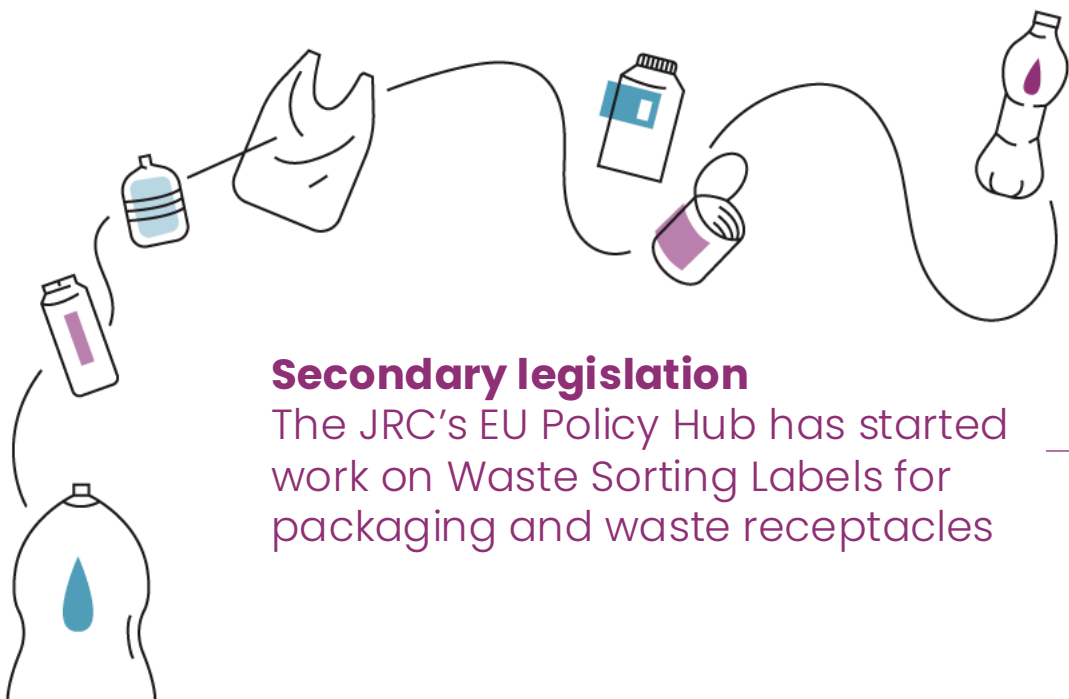 Secondary legislation
The JRC’s EU Policy Hub has started
work on Waste Sorting Labels for
packaging and waste receptacles